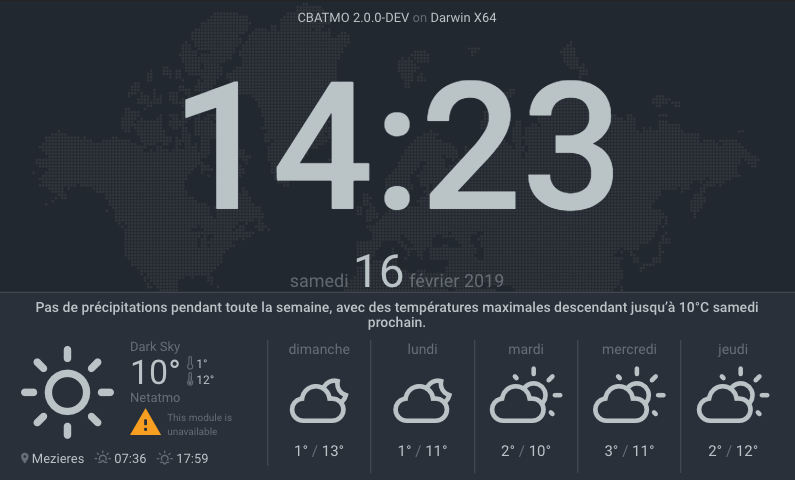 CBATMO 2.0.0-DEV on Darwin X64
14:23
samedi 16 février 2019
Pas de précipitations pendant toute la semaine, avec des températures maximales descendant jusqu'à 10°C samedi
prochain.
Dark Sky
10° 1°
12°
Netatmo
This module is
unavailable
Mezieres 07:36 17:59
dimanche lundi mardi mercredi jeudi
1° / 13° 1° / 11° 2° / 10° 3° / 11° 2° / 12°